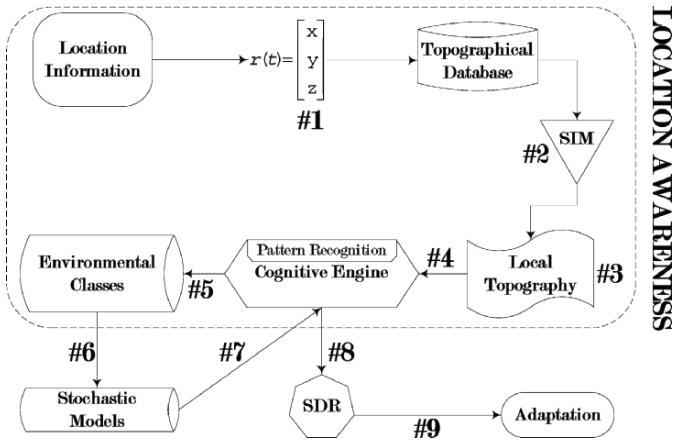 Location
Information
r(t)=
x
y
z
#1
Topographical
Database
SIM
#2
Local
Topography
#3
#4
Pattern Recognition
Cognitive Engine
#5
Environmental
Classes
#6
Stochastic
Models
#7
#8
SDR
#9
Adaptation
LOCATION AWARENESS